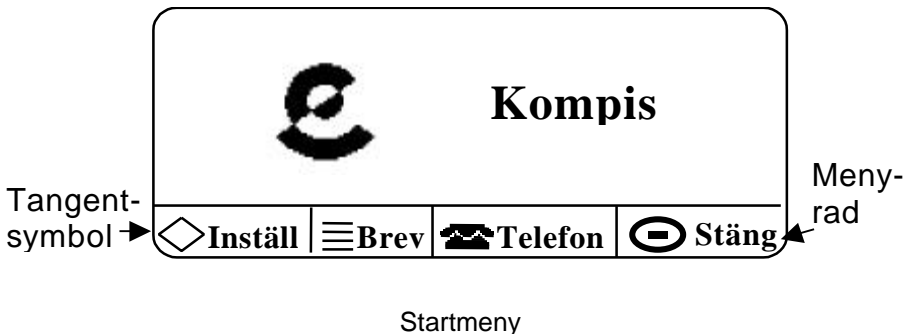 Kompis
Tangent-
symbol
Meny-
rad
Inställ Brev Telefon Stäng
Startmeny